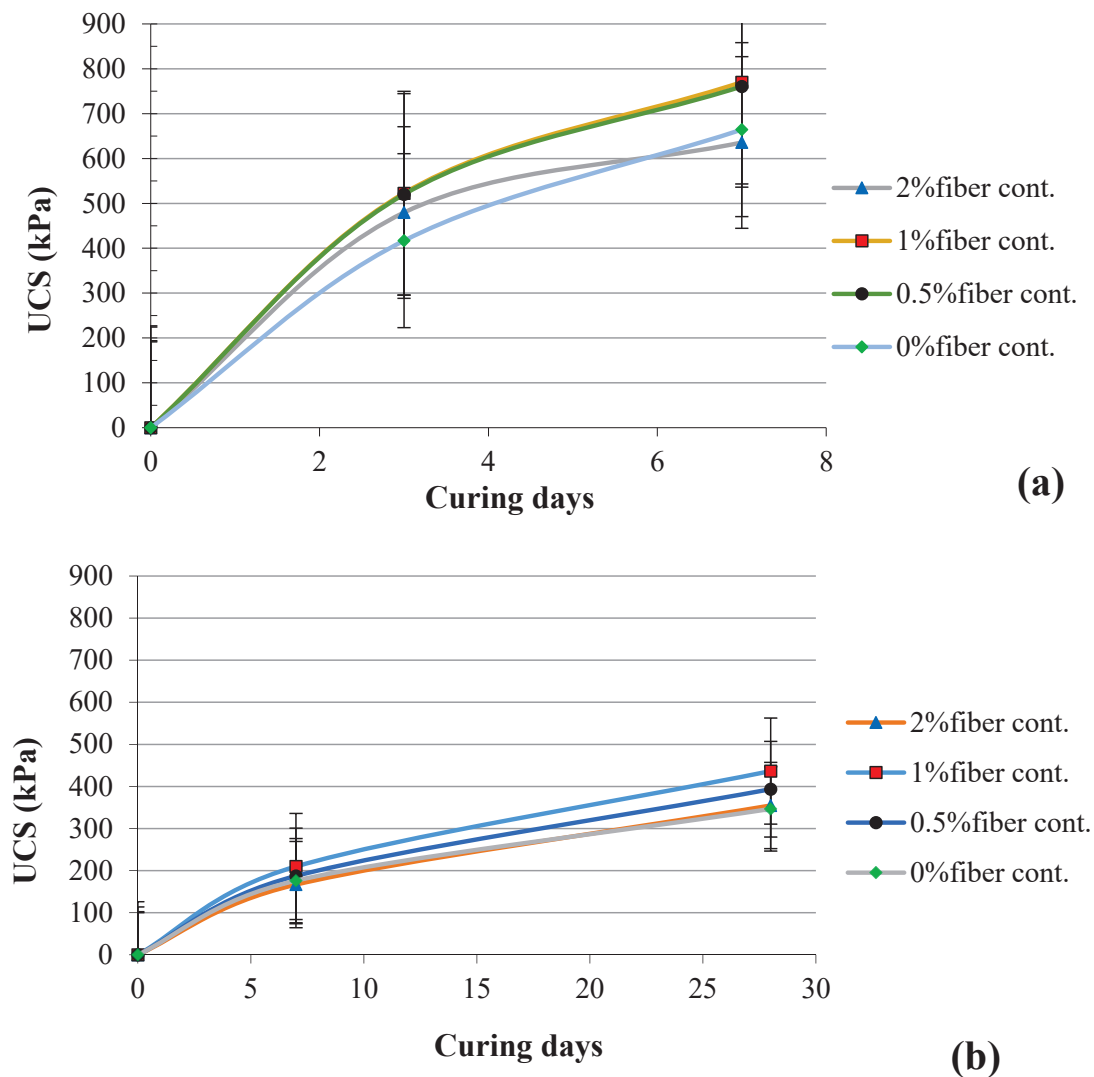 900
800
700
600
500
400
300
200
100
0
UCS (kPa)
0 2 4 6 8
Curing days
2%fiber cont.
1%fiber cont.
0.5%fiber cont.
0%fiber cont.
(a)
900
800
700
600
500
400
300
200
100
0
UCS (kPa)
0 5 10 15 20 25 30
Curing days
2%fiber cont.
1%fiber cont.
0.5%fiber cont.
0%fiber cont.
(b)